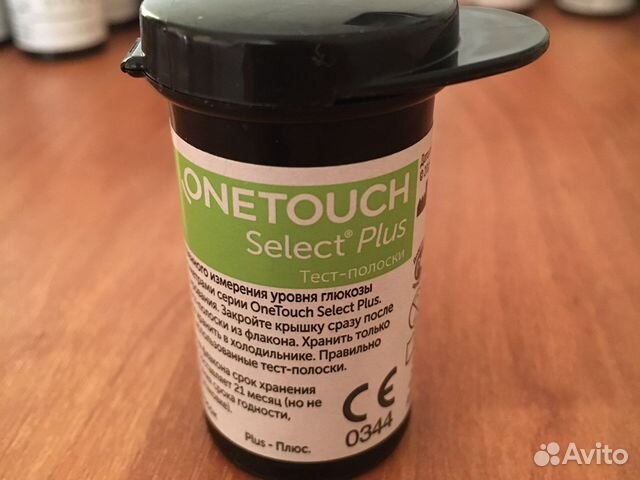 ONETOUCH
Select® Plus
Тест-полоски
измерения уровня глюкозы
серии OneTouch Select Plus.
Закройте крышку сразу после
из флакона. Хранить только
в холодильнике. Правильно
тест-полоски.
срок хранения
21 месяц (но не
срока годности,
CE
0344
Plus - Плюс.
Avito